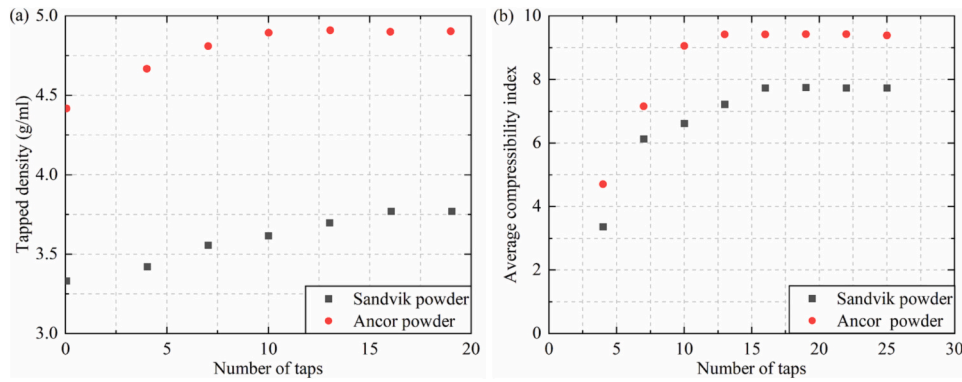 (a)
5.0
4.5
4.0
3.5
3.0
Tapped density (g/ml)
0
5
10
15
20
Number of taps
Sandvik powder
Ancor powder
(b)
10
8
6
4
2
0
Average compressibility index
0
5
10
15
20
25
30
Number of taps
Sandvik powder
Ancor powder